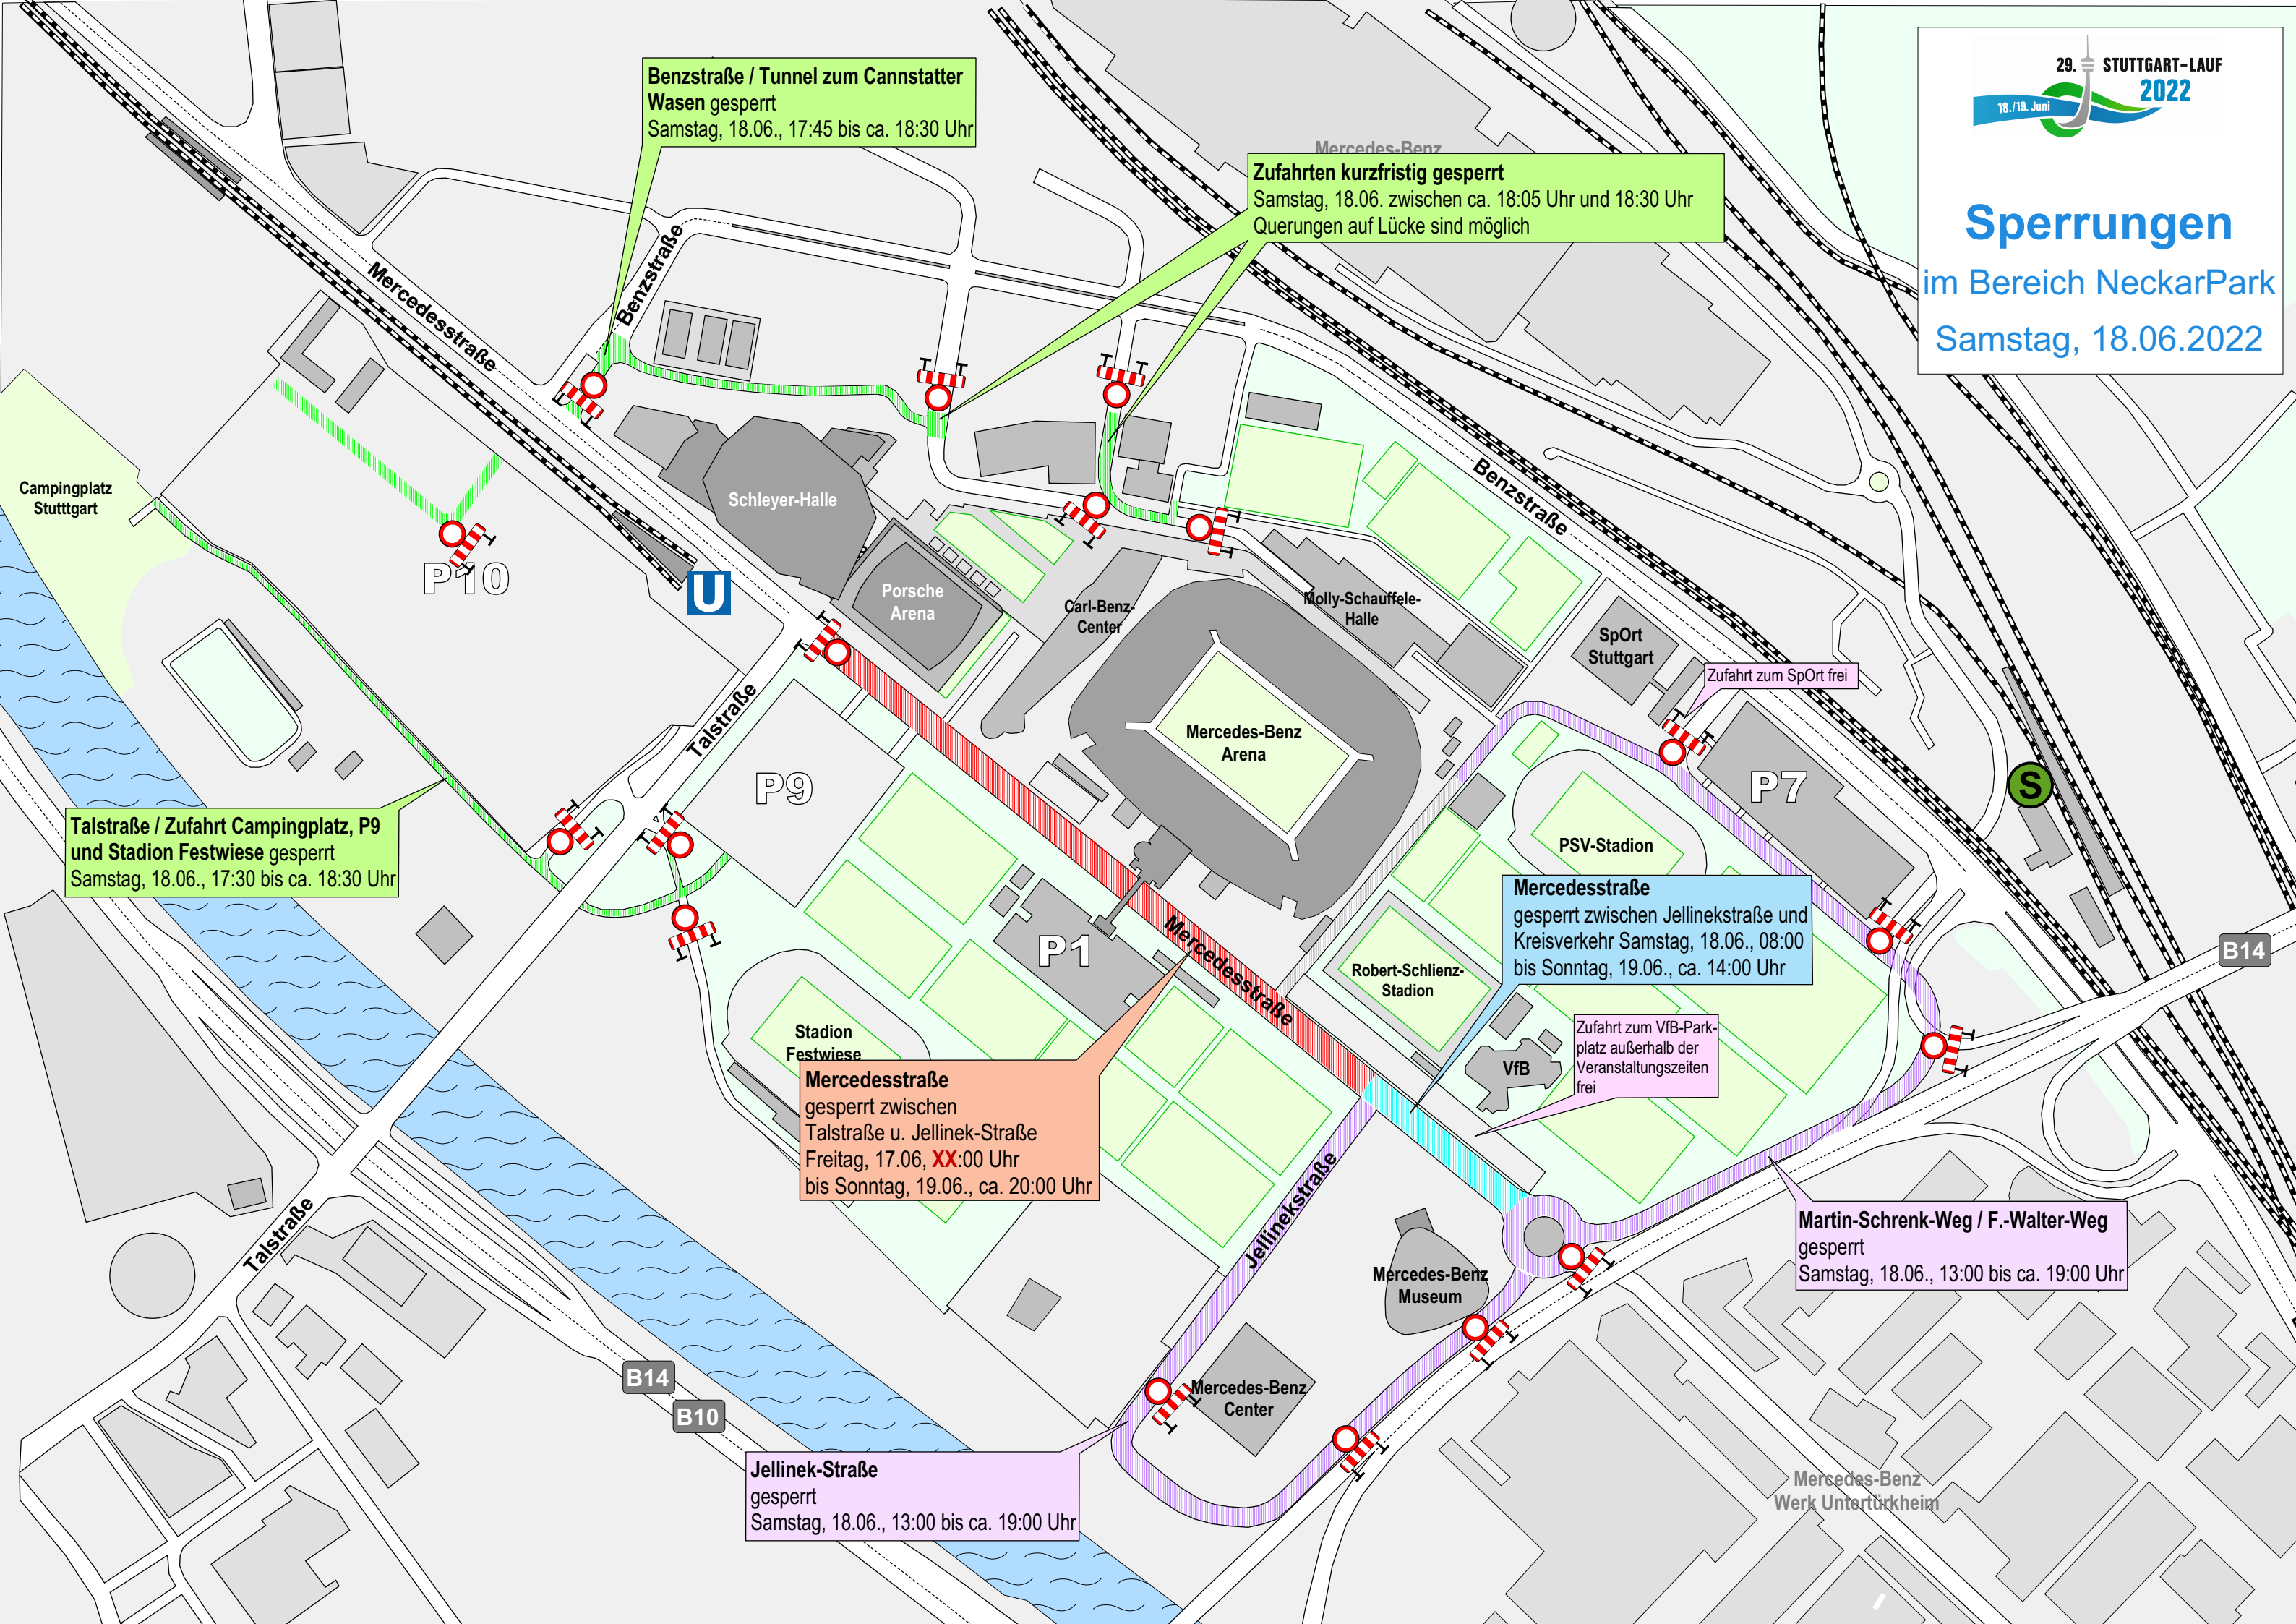 29. STUTTGART-LAUF
2022
18./19. Juni
Sperrungen
im Bereich NeckarPark
Samstag, 18.06.2022
Benzstraße / Tunnel zum Cannstatter
Wasen gesperrt
Samstag, 18.06., 17:45 bis ca. 18:30 Uhr
Mercedes-Benz
Zufahrten kurzfristig gesperrt
Samstag, 18.06. zwischen ca. 18:05 Uhr und 18:30 Uhr
Querungen auf Lücke sind möglich
Mercedesstraße
Benzstraße
Benzstraße
Campingplatz
Stutttgart
P10
U
Schleyer-Halle
Porsche
Arena
Carl-Benz-
Center
Molly-Schauffele-
Halle
SpOrt
Stuttgart
Zufahrt zum SpOrt frei
Mercedes-Benz
Arena
Talstraße
P9
P7
S
Talstraße / Zufahrt Campingplatz, P9
und Stadion Festwiese gesperrt
Samstag, 18.06., 17:30 bis ca. 18:30 Uhr
PSV-Stadion
Mercedesstraße
gesperrt zwischen Jellinekstraße und
Kreisverkehr Samstag, 18.06., 08:00
bis Sonntag, 19.06., ca. 14:00 Uhr
P1
Mercedesstraße
Robert-Schlienz-
Stadion
B14
Zufahrt zum VfB-Park-
platz außerhalb der
Veranstaltungszeiten
frei
VfB
Stadion
Festwiese
Mercedesstraße
gesperrt zwischen
Talstraße u. Jellinek-Straße
Freitag, 17.06, XX:00 Uhr
bis Sonntag, 19.06., ca. 20:00 Uhr
Jellinekstraße
Talstraße
Martin-Schrenk-Weg / F.-Walter-Weg
gesperrt
Samstag, 18.06., 13:00 bis ca. 19:00 Uhr
Mercedes-Benz
Museum
B14
B10
Mercedes-Benz
Center
Jellinek-Straße
gesperrt
Samstag, 18.06., 13:00 bis ca. 19:00 Uhr
Mercedes-Benz
Werk Untertürkheim